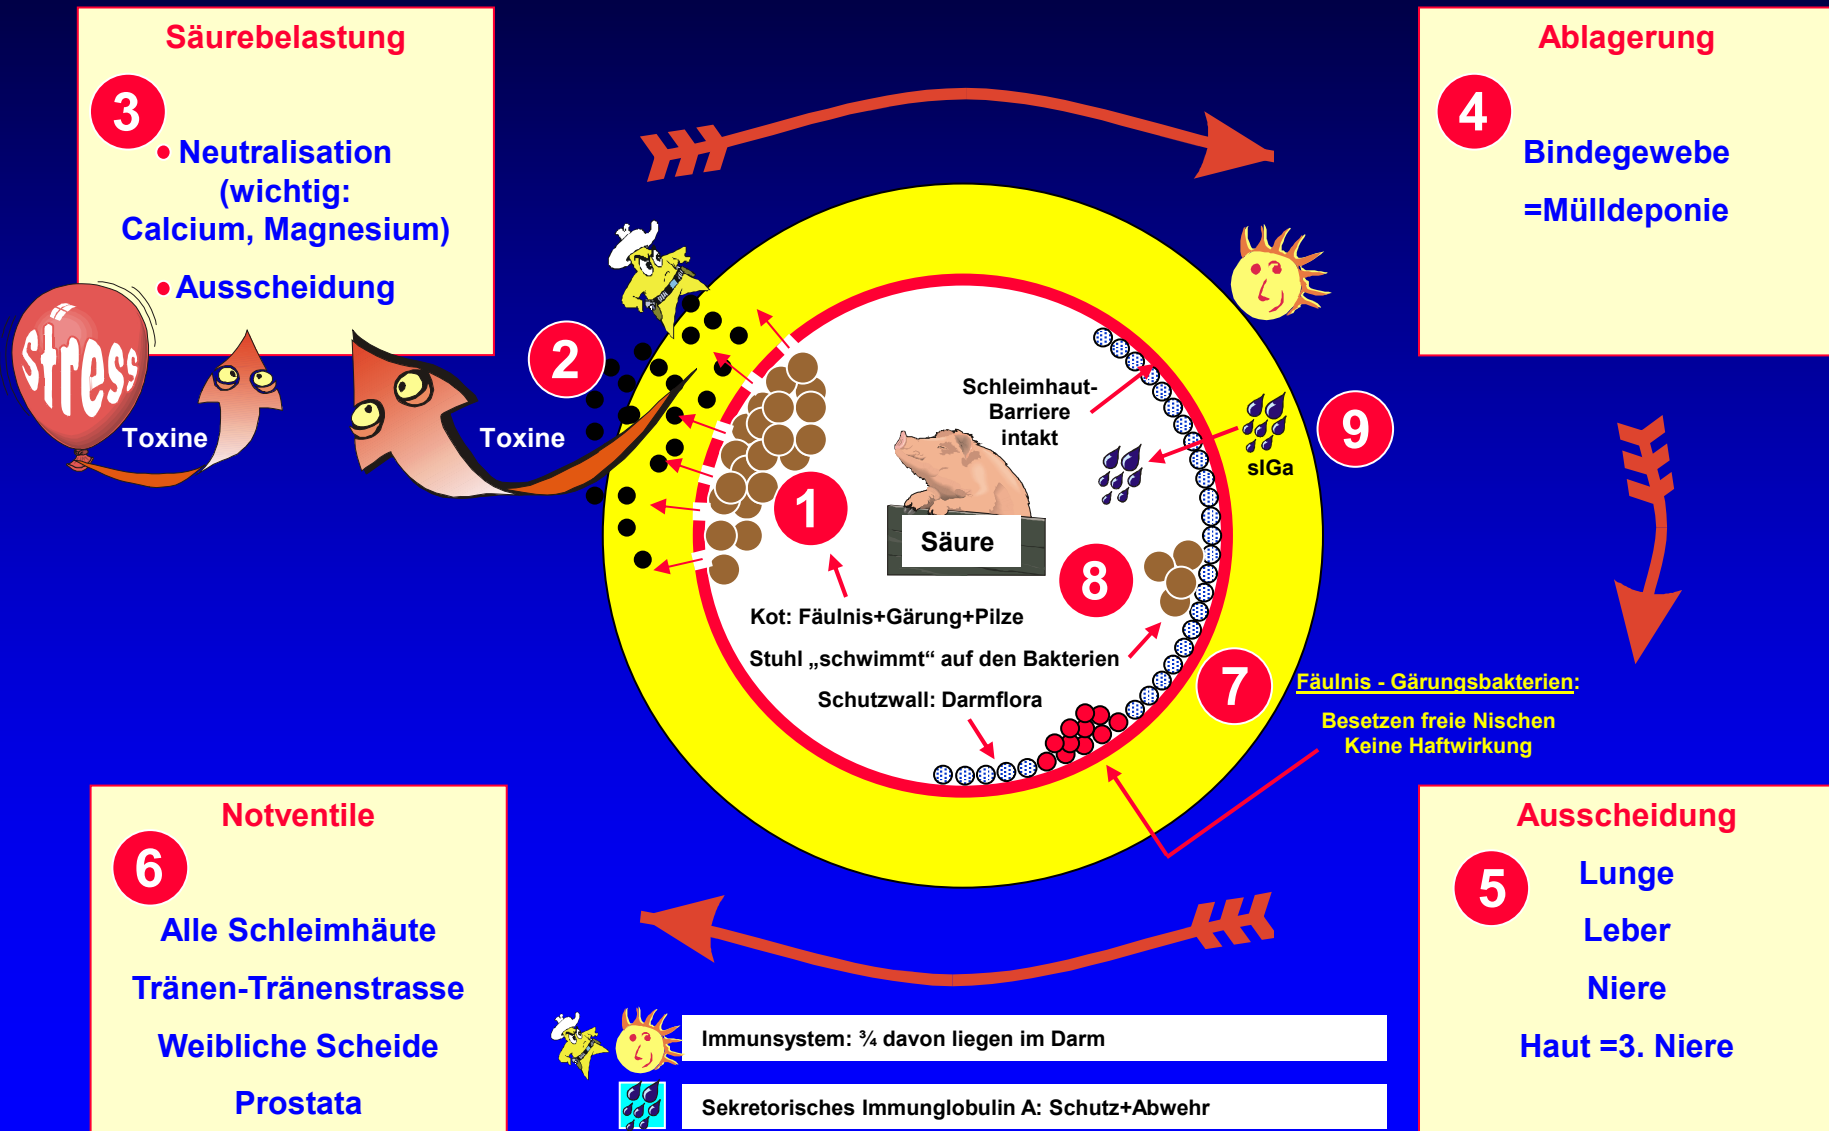 Säurebelastung
3
• Neutralisation
(wichtig:
Calcium, Magnesium)
• Ausscheidung
Ablagerung
4
Bindegewebe
=Mülldeponie
stress
Toxine
Toxine
2
1
Schleimhaut-
Barriere
intakt
sIGa
9
Säure
8
Kot: Fäulnis+Gärung+Pilze
Stuhl „schwimmt“ auf den Bakterien
Schutzwall: Darmflora
7
Fäulnis - Gärungsbakterien:
Besetzen freie Nischen
Keine Haftwirkung
Notventile
6
Alle Schleimhäute
Tränen-Tränenstrasse
Weibliche Scheide
Prostata
Ausscheidung
5
Lunge
Leber
Niere
Haut =3. Niere
Immunsystem: ¾ davon liegen im Darm
Sekretorisches Immunglobulin A: Schutz+Abwehr